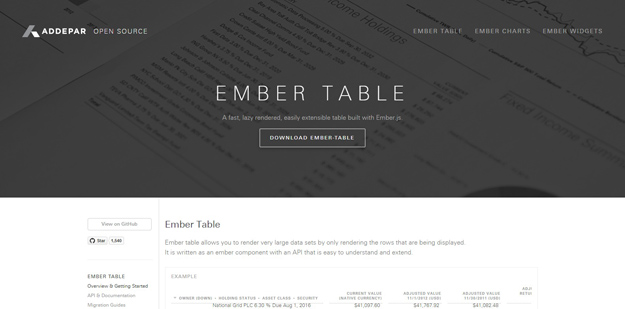 ADDEPAR OPEN SOURCE
EMBER TABLE EMBER CHARTS EMBER WIDGETS
EMBER TABLE
A fast, lazy rendered, easily extensible table built with Ember.js
DOWNLOAD EMBER-TABLE
View on GitHub
Star 1,540
EMBER TABLE
Overview & Getting Started
API & Documentation
Migration Guides
Ember Table
Ember table allows you to render very large data sets by only rendering the rows that are being displayed.
It is written as an ember component with an API that is easy to understand and extend.
EXAMPLE
OWNER (DOWN) > HOLDING STATUS > ASSET CLASS > SECURITY
CURRENT VALUE
(NATIVE CURRENCY)
ADJUSTED VALUE
11/1/2012 (USD)
ADJUSTED VALUE
11/30/2011 (USD)
National Grid PLC 6.30 % Due Aug 1, 2016 $41,097.60 $41,767.92 $41,082.48